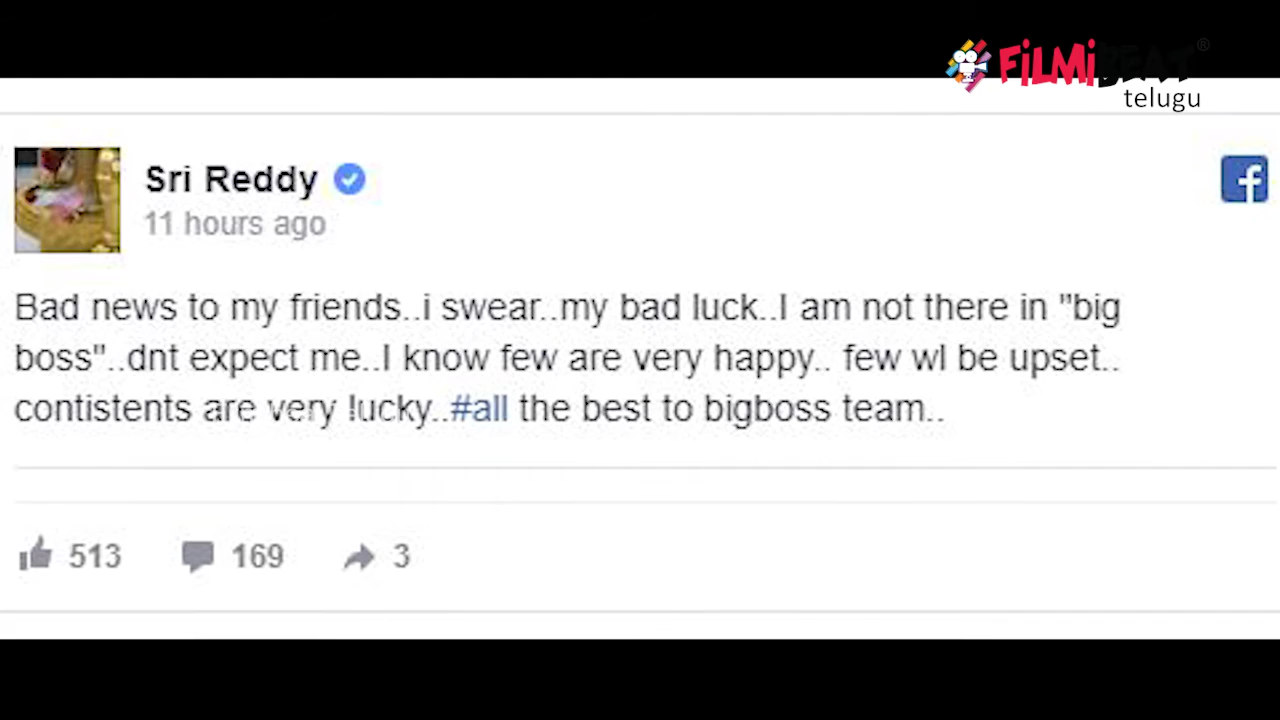 FiLMiBEAT®
telugu
Sri Reddy
11 hours ago
Bad news to my friends..i swear..my bad luck..I am not there in "big
boss"..dnt expect me..I know few are very happy.. few wl be upset..
contistents are very lucky..#all the best to bigboss team..
513 169 3